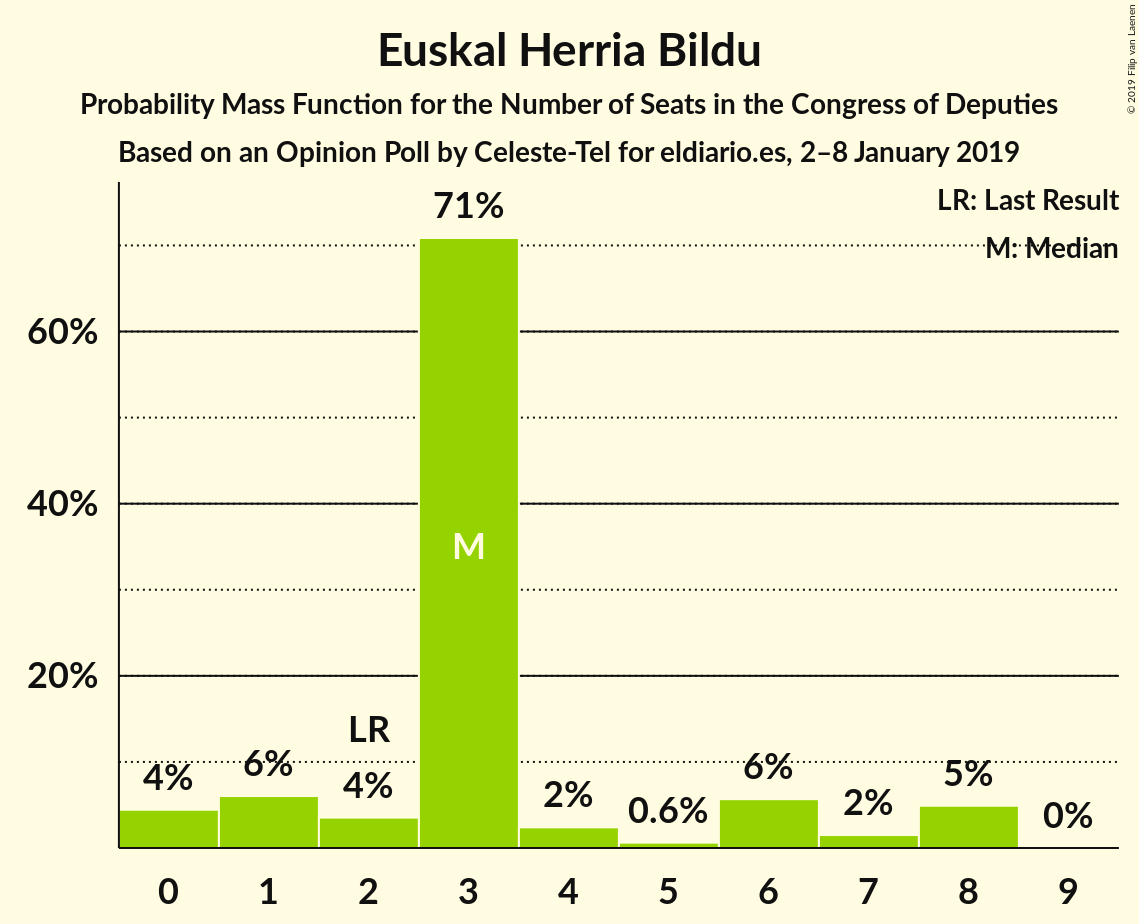 Euskal Herria Bildu
Probability Mass Function for the Number of Seats in the Congress of Deputies
Based on an Opinion Poll by Celeste-Tel for eldiario.es, 2–8 January 2019
© 2019 Filip van Laenen
LR: Last Result
M: Median
71%
60%
40%
20%
M
LR
4%
6%
4%
2%
0.6%
6%
2%
5%
0%
0 1 2 3 4 5 6 7 8 9